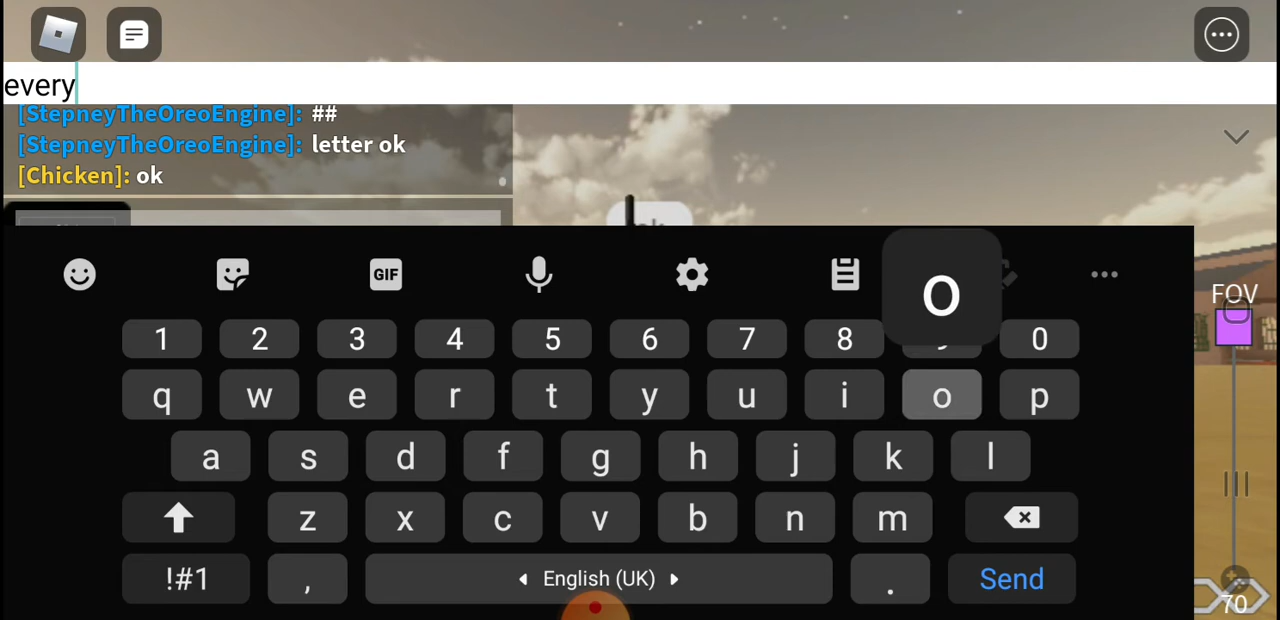 every
[StepneyTheOreoEngine]: ##
[StepneyTheOreoEngine]: letter ok
[Chicken]: ok
GIF
o
FOV
1 2 3 4 5 6 7 8 9 0
q w e r t y u i o p
a s d f g h j k l
z x c v b n m
!#1 , English (UK) . Send
70